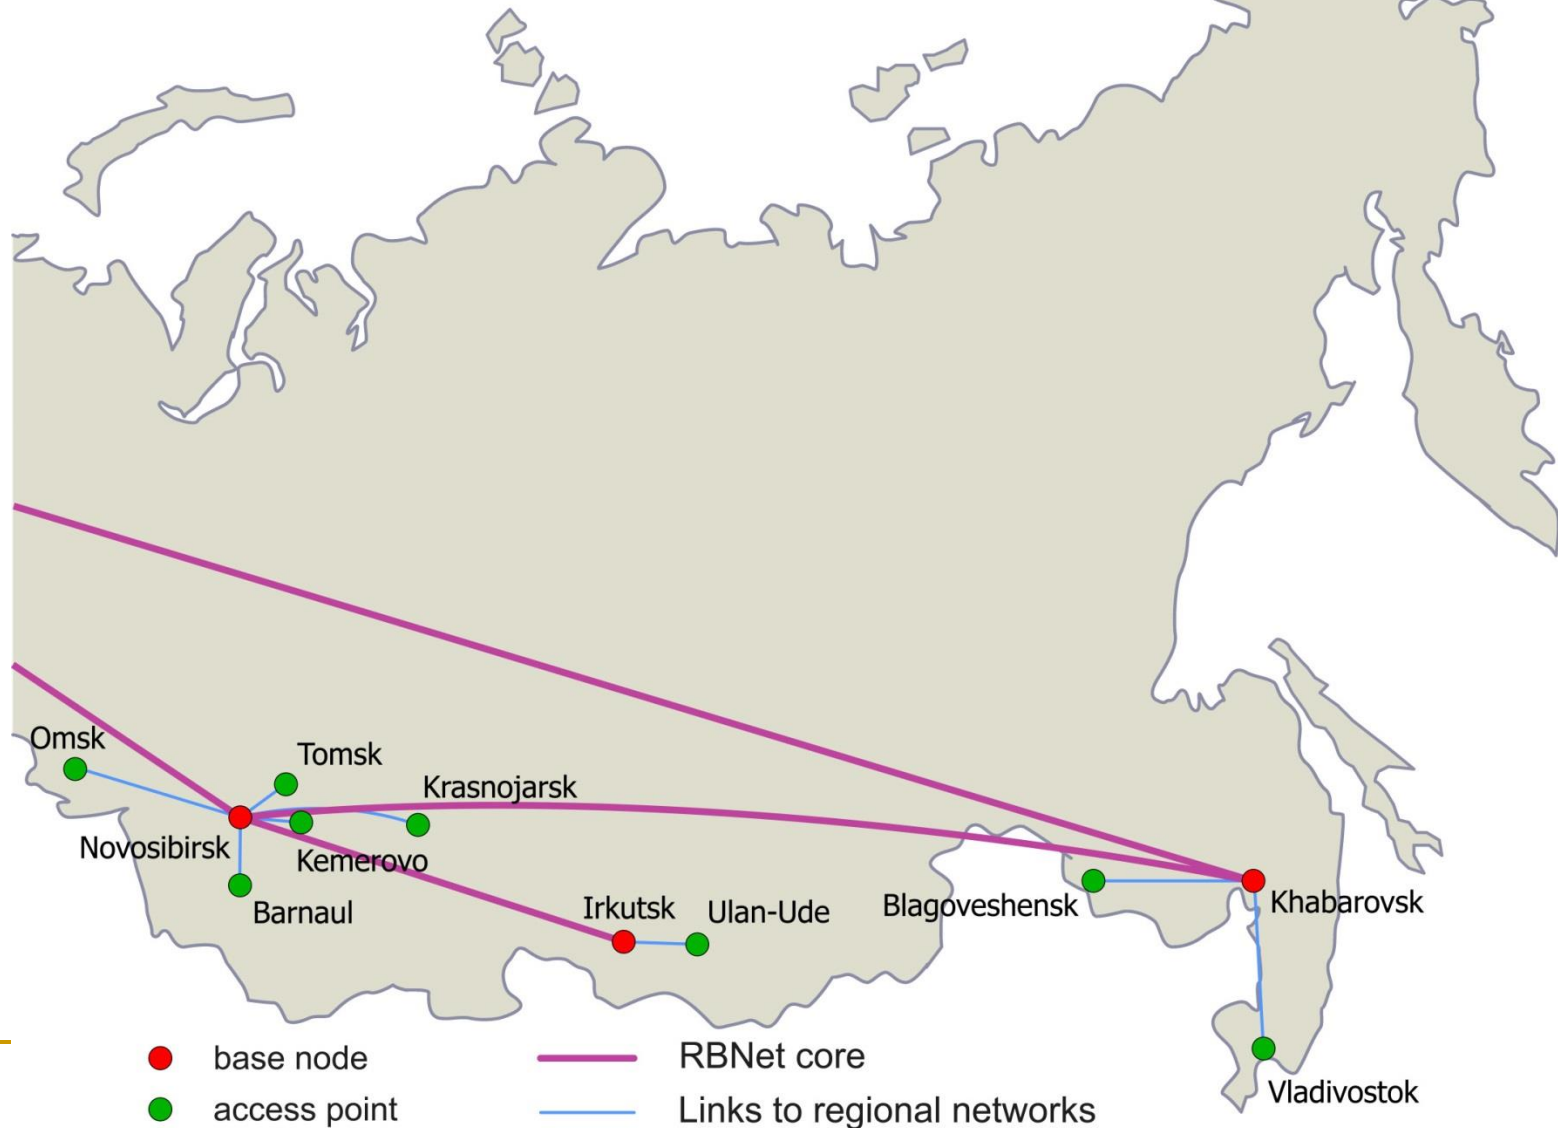 Omsk
Tomsk
Krasnojarsk
Novosibirsk
Kemerovo
Barnaul
Irkutsk
Ulan-Ude
Blagoveshensk
Khabarovsk
Vladivostok
base node
RBNet core
access point
Links to regional networks